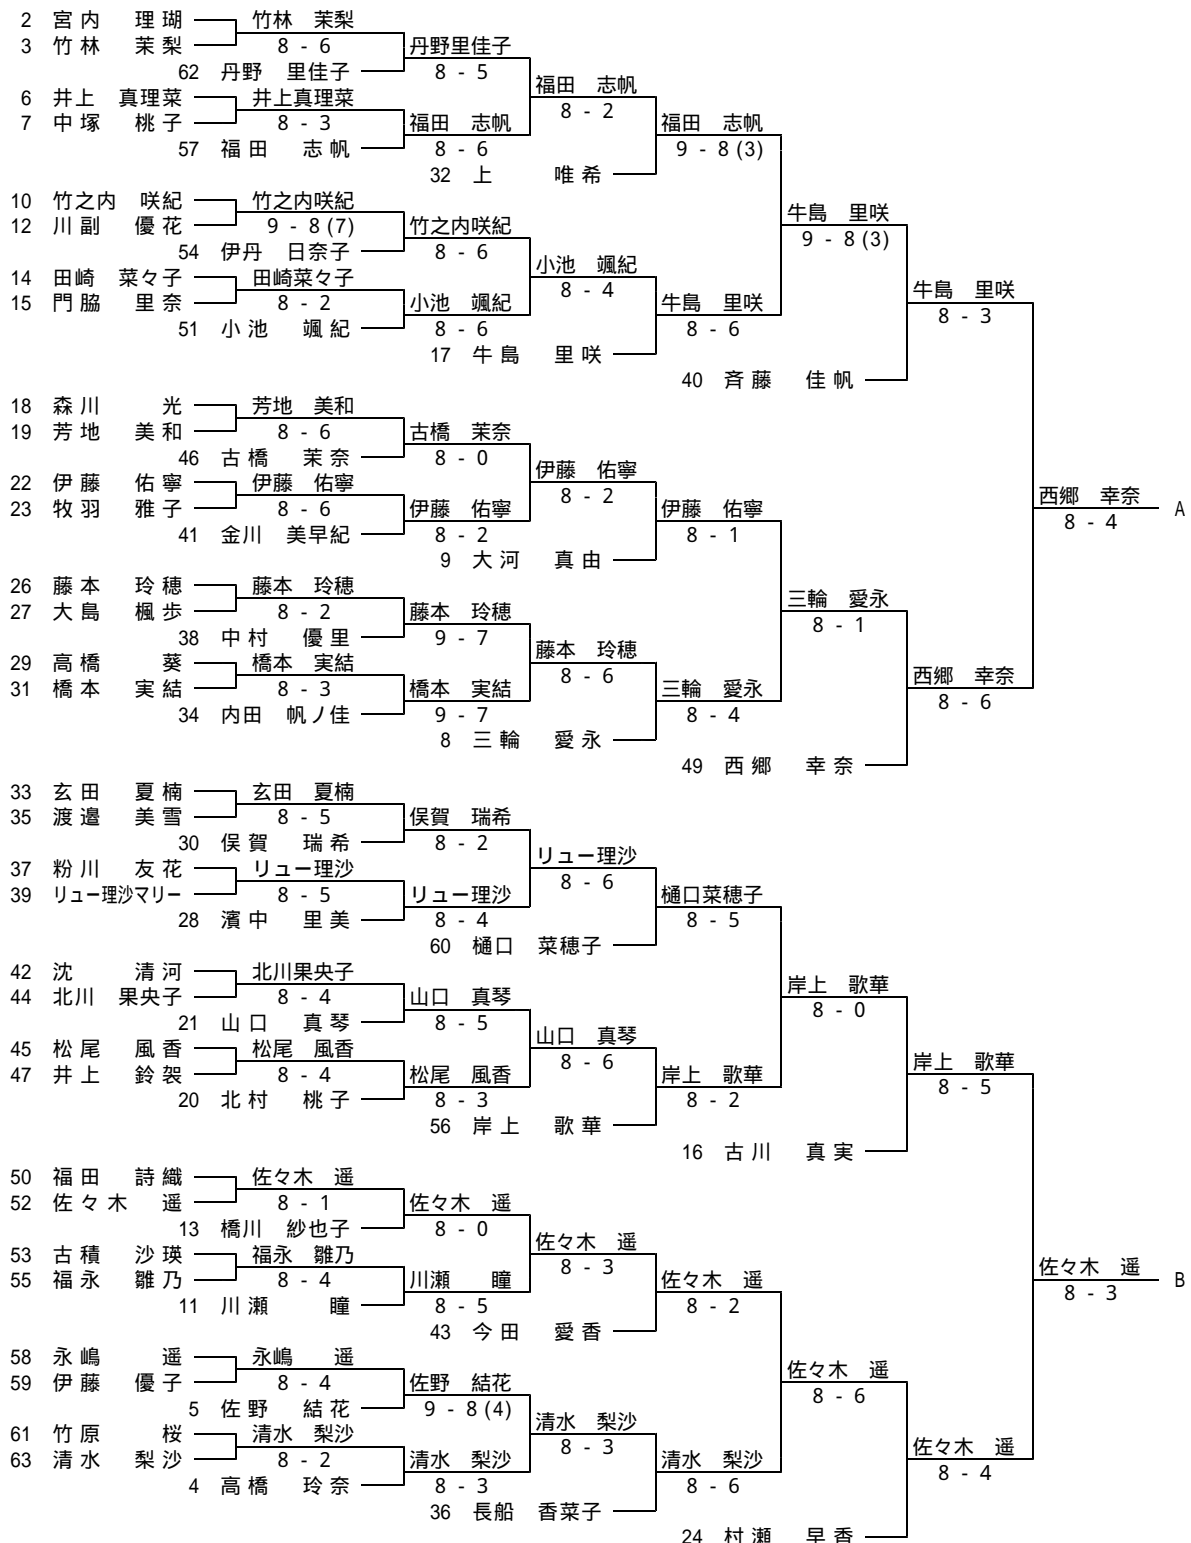 2 宮内 理瑚 竹林 茉梨
3 竹林 茉梨 8 - 6 丹野里佳子
62 丹野 里佳子 8 - 5 福田 志帆
6 井上 真理菜 井上真理菜 8 - 2
7 中塚 桃子 8 - 3 福田 志帆 福田 志帆
57 福田 志帆 8 - 6 9 - 8 (3)
32 上 唯希
10 竹之内 咲紀 竹之内咲紀
12 川副 優花 9 - 8 (7) 竹之内咲紀 牛島 里咲
54 伊丹 日奈子 8 - 6 9 - 8 (3)
14 田崎 菜々子 田崎菜々子 小池 颯紀
15 門脇 里奈 8 - 2 小池 颯紀 8 - 4 牛島 里咲 牛島 里咲
51 小池 颯紀 8 - 6 8 - 6 8 - 3
17 牛島 里咲
40 斉藤 佳帆
18 森川 光 芳地 美和
19 芳地 美和 8 - 6 古橋 茉奈
46 古橋 茉奈 8 - 0
22 伊藤 佑寧 伊藤 佑寧 伊藤 佑寧
23 牧羽 雅子 8 - 6 伊藤 佑寧 8 - 2 伊藤 佑寧 西郷 幸奈 A
41 金川 美早紀 8 - 2 8 - 1 8 - 4
9 大河 真由
26 藤本 玲穂 藤本 玲穂
27 大島 楓歩 8 - 2 藤本 玲穂 三輪 愛永
38 中村 優里 9 - 7 8 - 1
29 高橋 葵 橋本 実結 藤本 玲穂
31 橋本 実結 8 - 3 橋本 実結 8 - 6 三輪 愛永 西郷 幸奈
34 内田 帆ノ佳 9 - 7 8 - 4 8 - 6
8 三輪 愛永
49 西郷 幸奈
33 玄田 夏楠 玄田 夏楠
35 渡邉 美雪 8 - 5 俣賀 瑞希
30 俣賀 瑞希 8 - 2
37 粉川 友花 リュー理沙 リュー理沙
39 リュー理沙マリー 8 - 5 リュー理沙 8 - 6 樋口菜穂子
28 濱中 里美 8 - 4 8 - 5
60 樋口 菜穂子
42 沈 清河 北川果央子
44 北川 果央子 8 - 4 山口 真琴 岸上 歌華
21 山口 真琴 8 - 5 8 - 0
45 松尾 風香 松尾 風香 山口 真琴
47 井上 鈴袈 8 - 4 松尾 風香 8 - 6 岸上 歌華 岸上 歌華
20 北村 桃子 8 - 3 8 - 2 8 - 5
56 岸上 歌華
16 古川 真実
50 福田 詩織 佐々木 遥
52 佐々木 遥 8 - 1 佐々木 遥
13 橋川 紗也子 8 - 0
53 古積 沙瑛 福永 雛乃 佐々木 遥
55 福永 雛乃 8 - 4 川瀬 瞳 8 - 3 佐々木 遥 佐々木 遥 B
11 川瀬 瞳 8 - 5 8 - 2 8 - 3
43 今田 愛香
58 永嶋 遥 永嶋 遥
59 伊藤 優子 8 - 4 佐野 結花 佐々木 遥
5 佐野 結花 9 - 8 (4) 8 - 6
61 竹原 桜 清水 梨沙 清水 梨沙
63 清水 梨沙 8 - 2 清水 梨沙 8 - 3 清水 梨沙 佐々木 遥
4 高橋 玲奈 8 - 3 8 - 6 8 - 4
36 長船 香菜子
24 村瀬 早香